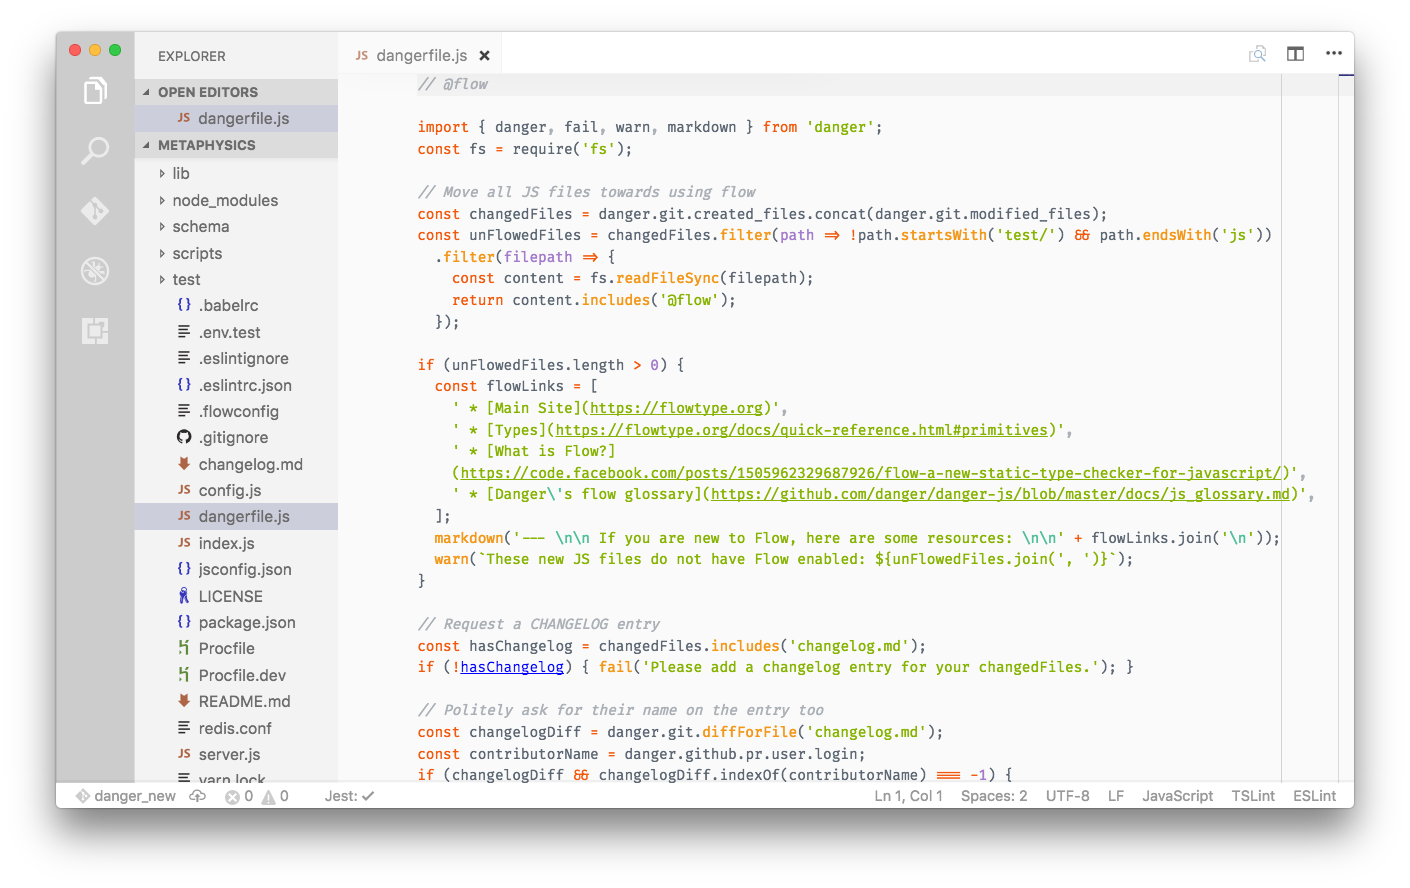 EXPLORER
OPEN EDITORS
JS dangerfile.js
METAPHYSICS
lib
node_modules
schema
scripts
test
{} .babelrc
.env.test
.eslintignore
{} .eslintrc.json
.flowconfig
.gitignore
changelog.md
JS config.js
JS dangerfile.js
JS index.js
{} jsconfig.json
LICENSE
{} package.json
Procfile
Procfile.dev
README.md
redis.conf
JS server.js
yarn.lock
JS dangerfile.js
// @flow
import { danger, fail, warn, markdown } from 'danger';
const fs = require('fs');
// Move all JS files towards using flow
const changedFiles = danger.git.created_files.concat(danger.git.modified_files);
const unFlowedFiles = changedFiles.filter(path => !path.startsWith('test/') && path.endsWith('js'))
.filter(filepath => {
const content = fs.readFileSync(filepath);
return content.includes('@flow');
});
if (unFlowedFiles.length > 0) {
const flowLinks = [
' * [Main Site](https://flowtype.org)',
' * [Types](https://flowtype.org/docs/quick-reference.html#primitives)',
' * [What is Flow?]
(https://code.facebook.com/posts/1505962329687926/flow-a-new-static-type-checker-for-javascript/)',
' * [Danger\'s flow glossary](https://github.com/danger/danger-js/blob/master/docs/js_glossary.md)',
];
markdown('--- \n\n If you are new to Flow, here are some resources: \n\n' + flowLinks.join('\n'));
warn(`These new JS files do not have Flow enabled: ${unFlowedFiles.join(', ')}`);
}
// Request a CHANGELOG entry
const hasChangelog = changedFiles.includes('changelog.md');
if (!hasChangelog) { fail('Please add a changelog entry for your changedFiles.'); }
// Politely ask for their name on the entry too
const changelogDiff = danger.git.diffForFile('changelog.md');
const contributorName = danger.github.pr.user.login;
if (changelogDiff && changelogDiff.indexOf(contributorName) === -1) {
danger_new 0 0 Jest: ✓ Ln 1, Col 1 Spaces: 2 UTF-8 LF JavaScript TSLint ESLint